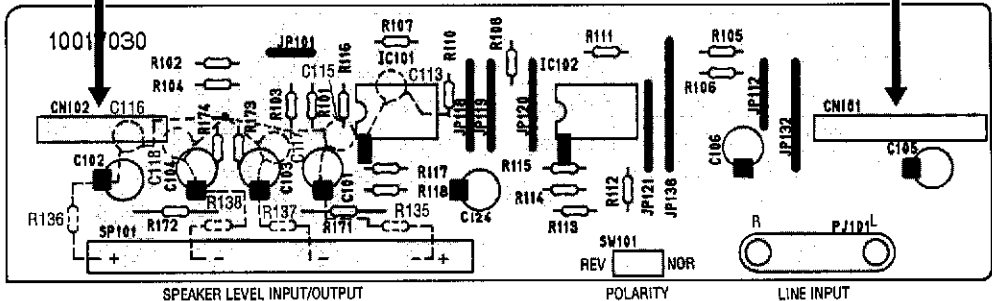 10017030
R102
R104
JP101
C115
R116
R107
IC101
C113
R110
R108
IC102
R111
R105
R106
CN102
C116
R174
R173
R103
R101
JP118
JP119
JP120
JP112
JP132
CN101
C118
C102
C104
C103
C117
C101
R117
R118
R115
R114
R112
JP121
JP136
C106
C105
C124
R113
R136
R172
R138
R137
R171
R135
SP101
+ - - +
SW101
REV NOR
R PJ101 L
SPEAKER LEVEL INPUT/OUTPUT POLARITY LINE INPUT